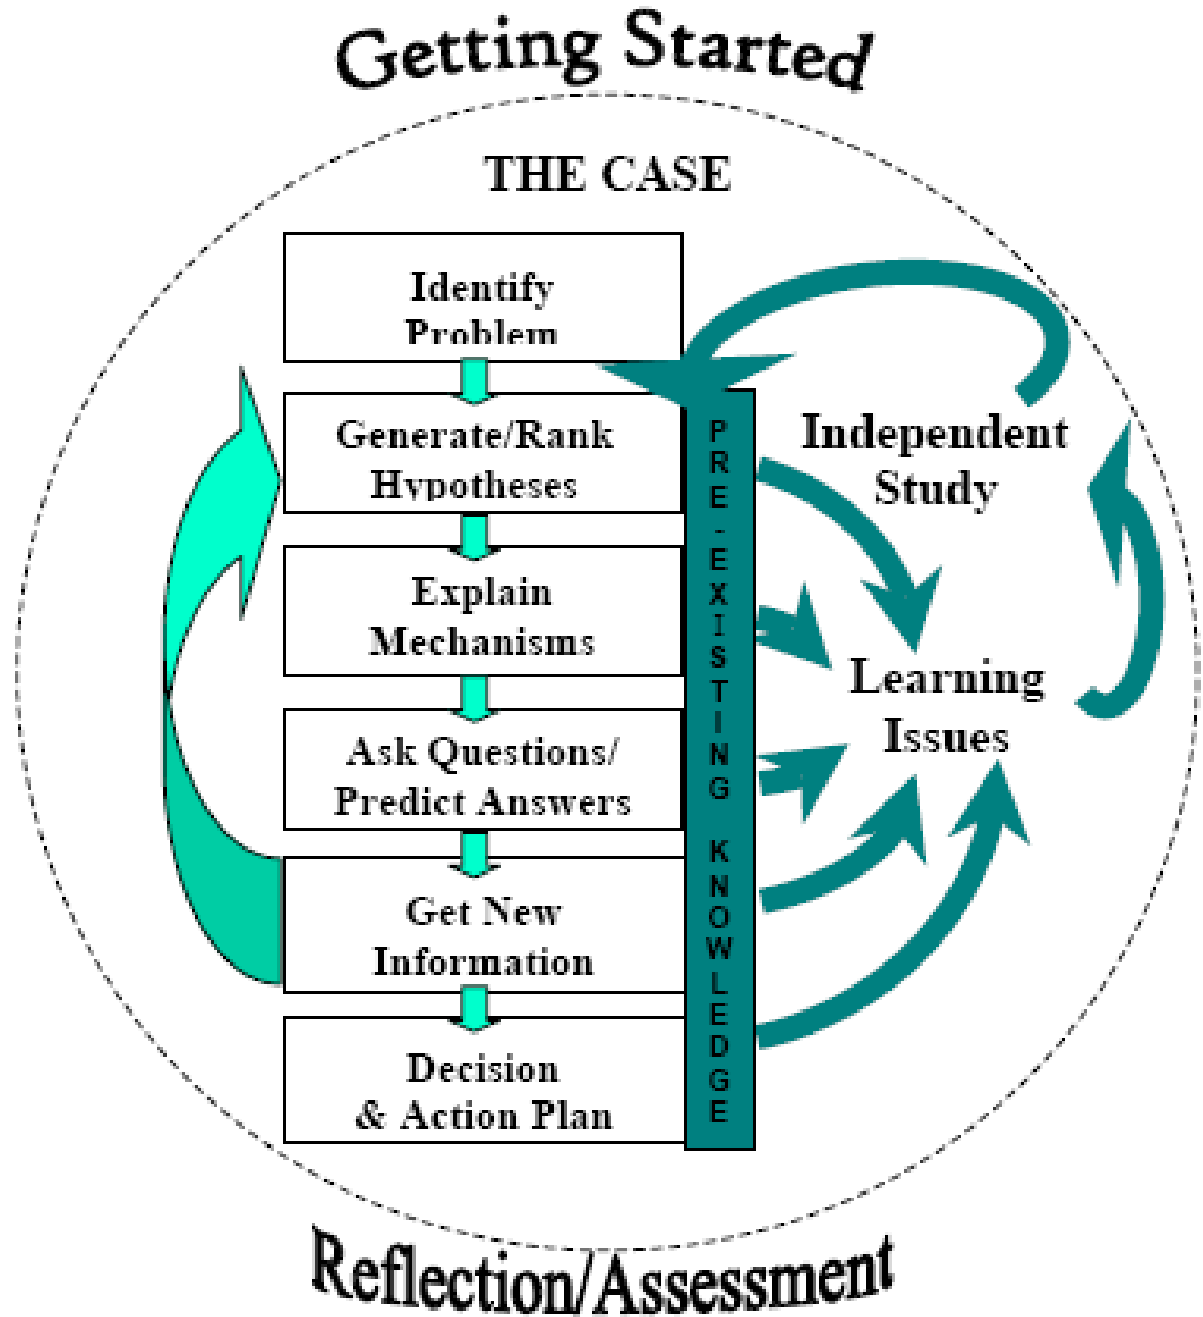 Getting Started
THE CASE
Identify
Problem
Generate/Rank
Hypotheses
Explain
Mechanisms
Ask Questions/
Predict Answers
Get New
Information
Decision
& Action Plan
PRE-EXISTING KNOWLEDGE
Independent
Study
Learning
Issues
Reflection/Assessment